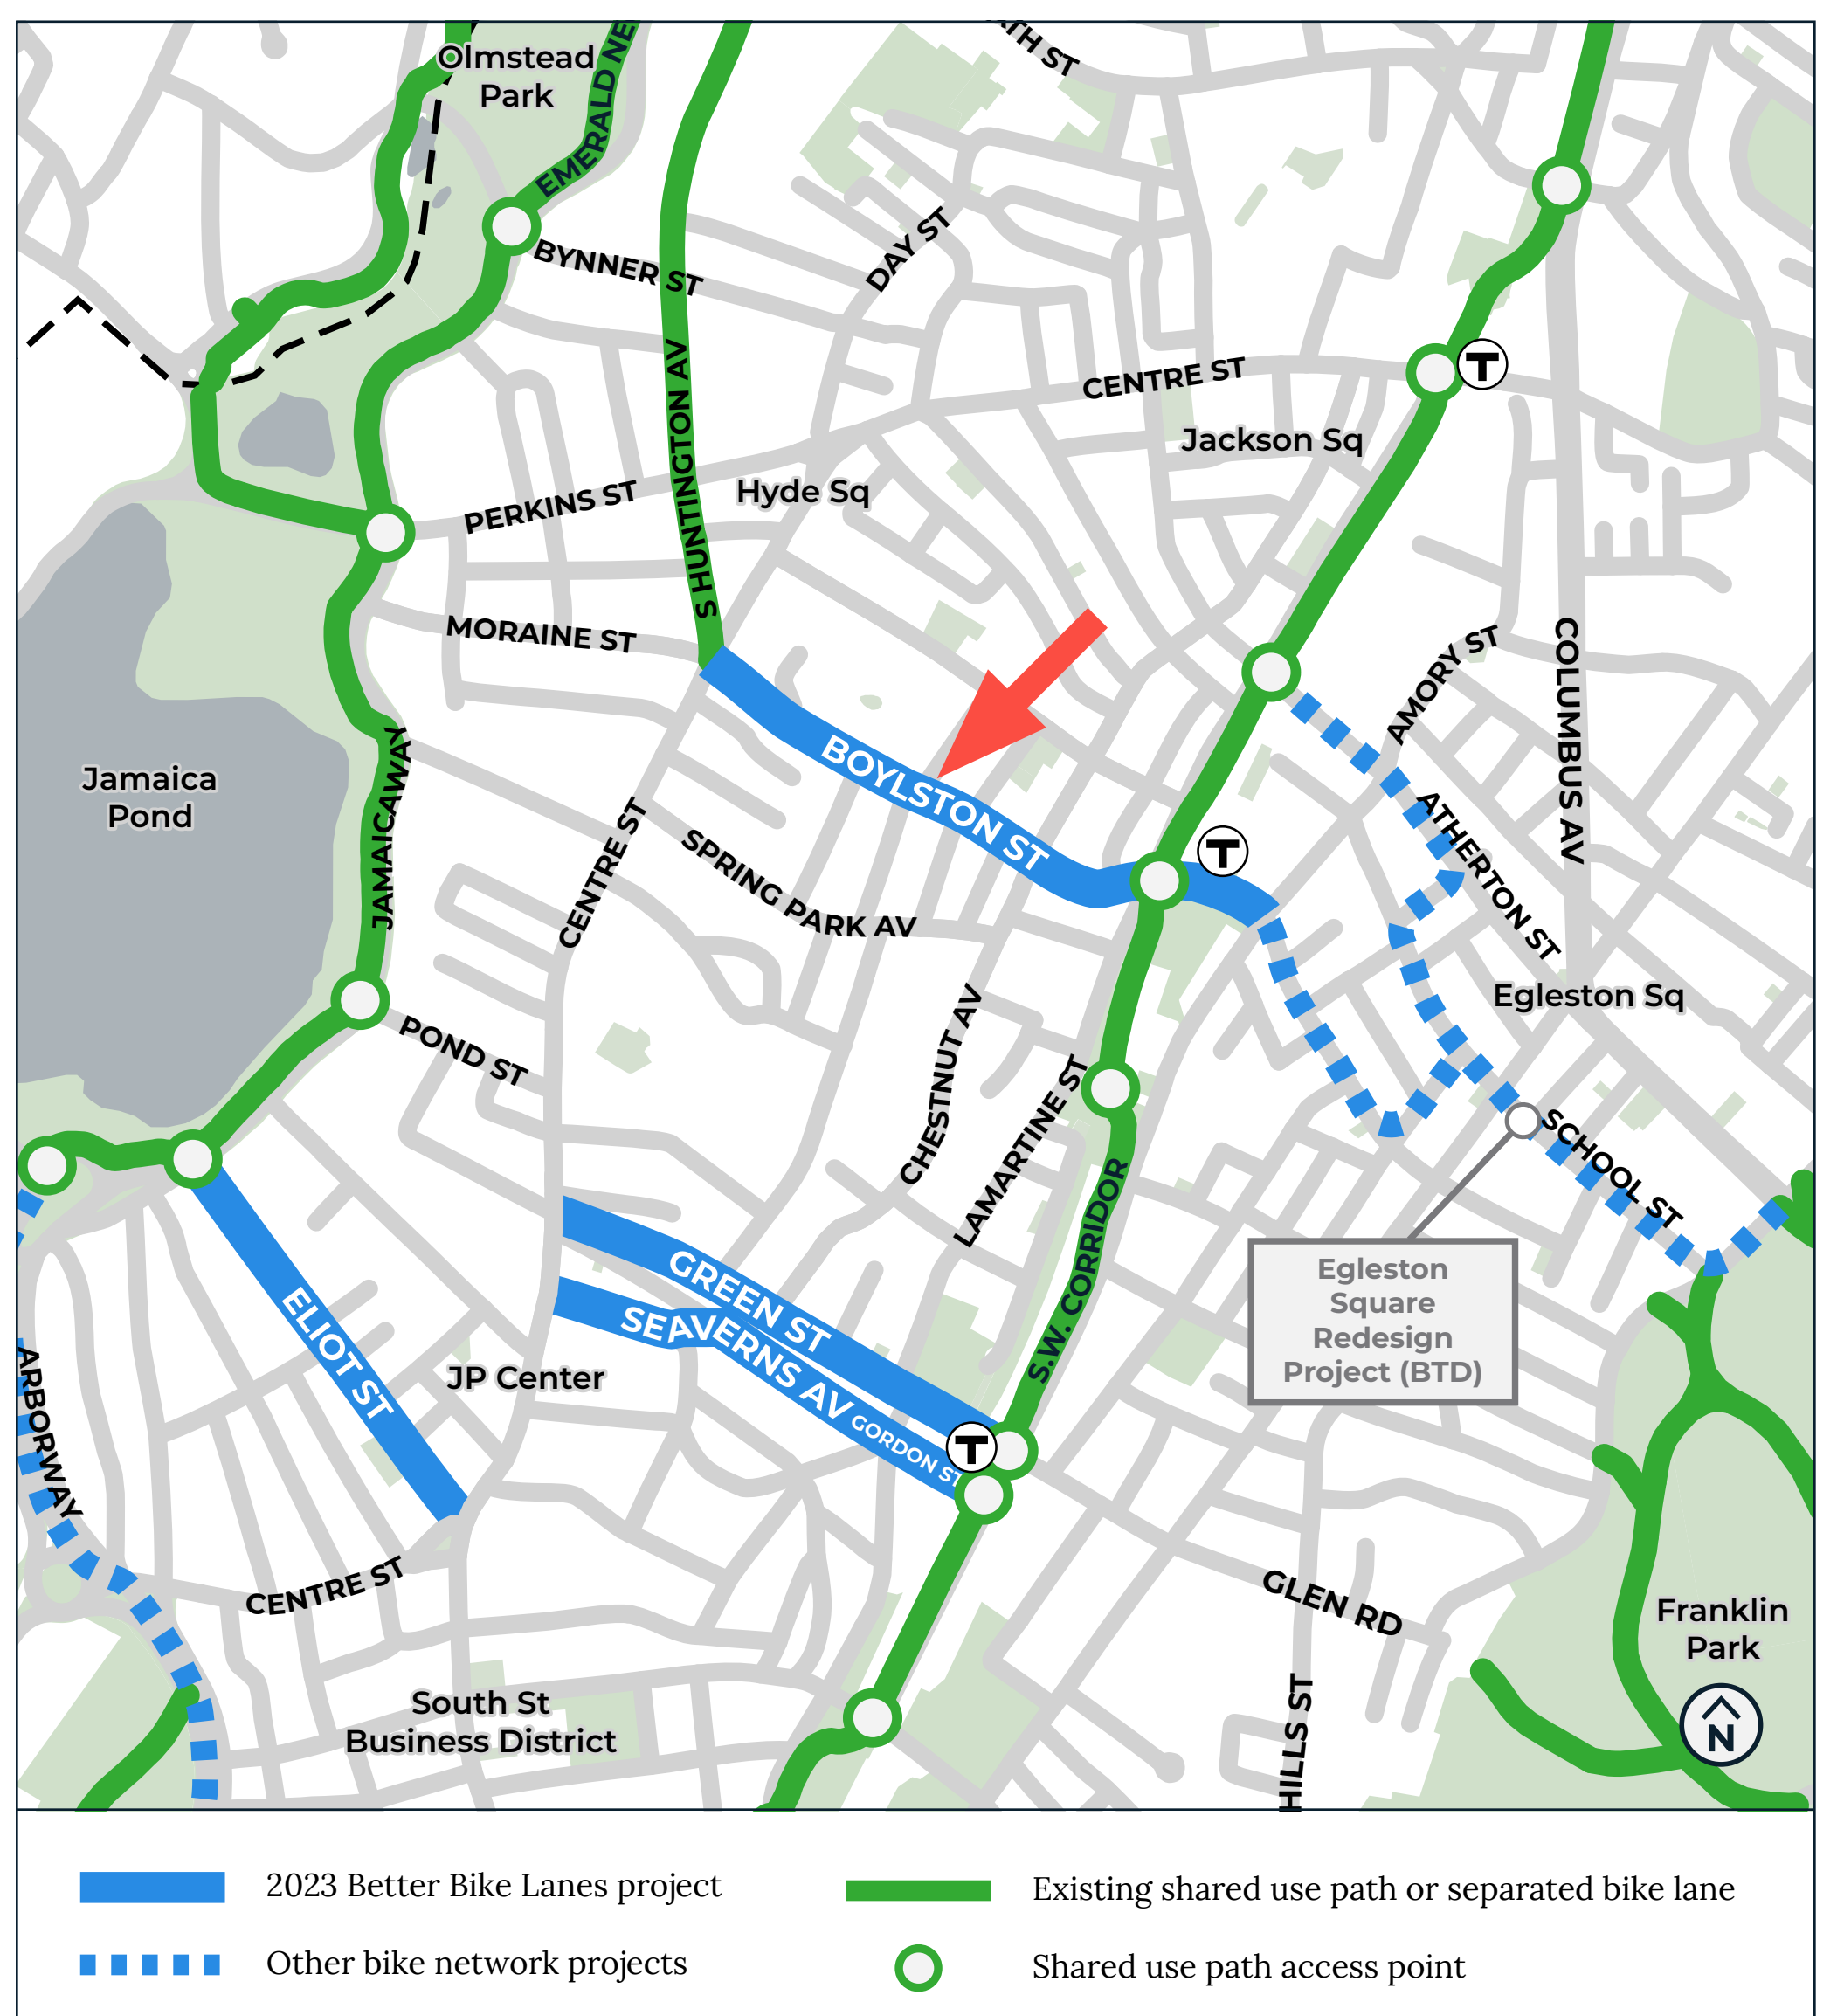 Olmstead
Park
EMERALD NE
ATH ST
BYNNER ST
DAY ST
S HUNTINGTON AV
CENTRE ST
T
Jackson Sq
Hyde Sq
PERKINS ST
MORAINE ST
AMORY ST
COLUMBUS AV
Jamaica
Pond
JAMAICAWAY
BOYLSTON ST
T
ATHERTON ST
CENTRE ST
SPRING PARK AV
Egleston Sq
POND ST
CHESTNUT AV
LAMARTINE ST
SCHOOL ST
S.W. CORRIDOR
Egleston
Square
Redesign
Project (BTD)
GREEN ST
SEAVERNS AV
GORDON ST
T
ELIOT ST
JP Center
ARBORWAY
CENTRE ST
GLEN RD
Franklin
Park
South St
Business District
HILLS ST
N
2023 Better Bike Lanes project
Existing shared use path or separated bike lane
Other bike network projects
Shared use path access point